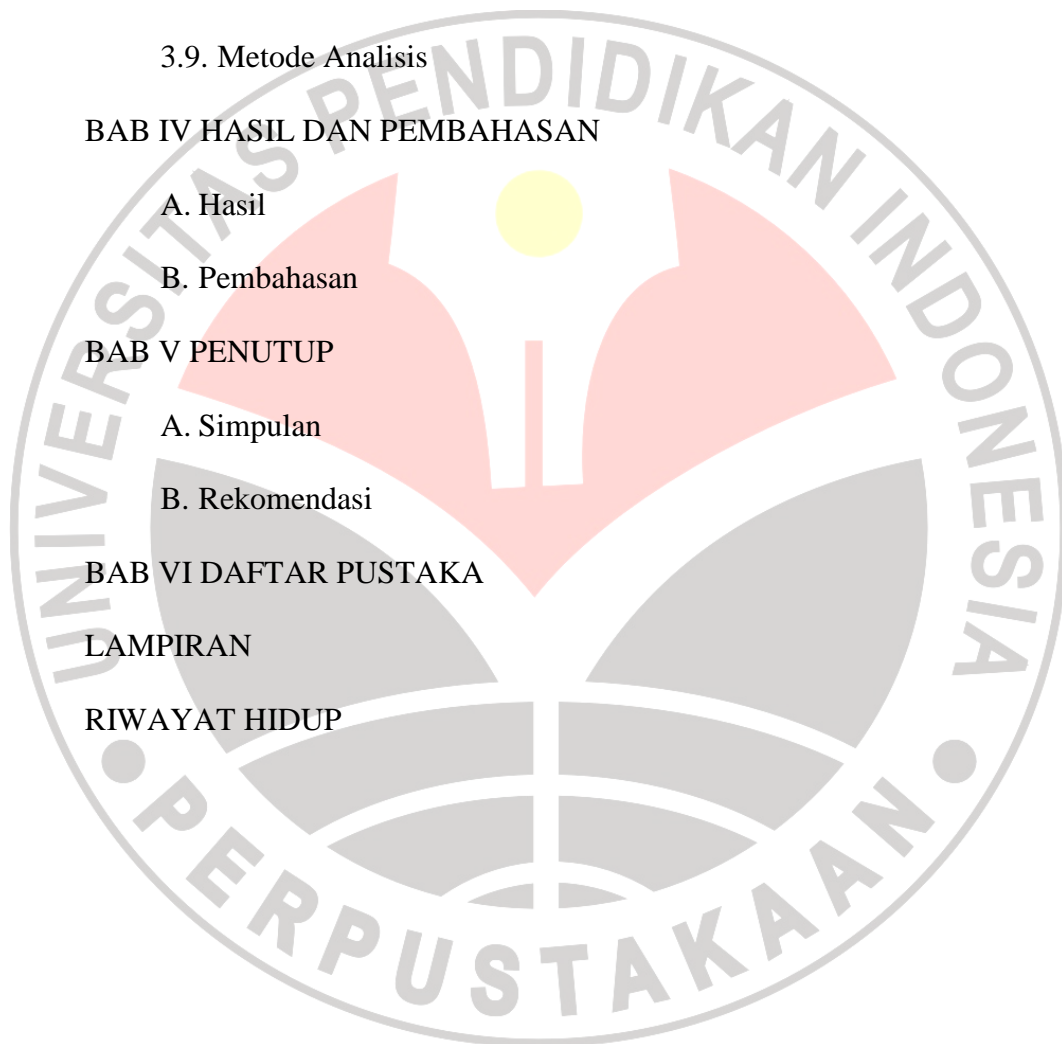 3.9. Metode Analisis
BAB IV HASIL DAN PEMBAHASAN
A. Hasil
B. Pembahasan
BAB V PENUTUP
A. Simpulan
B. Rekomendasi
BAB VI DAFTAR PUSTAKA
LAMPIRAN
RIWAYAT HIDUP
UNIVERSITAS PENDIDIKAN INDONESIA
PERPUSTAKAAN